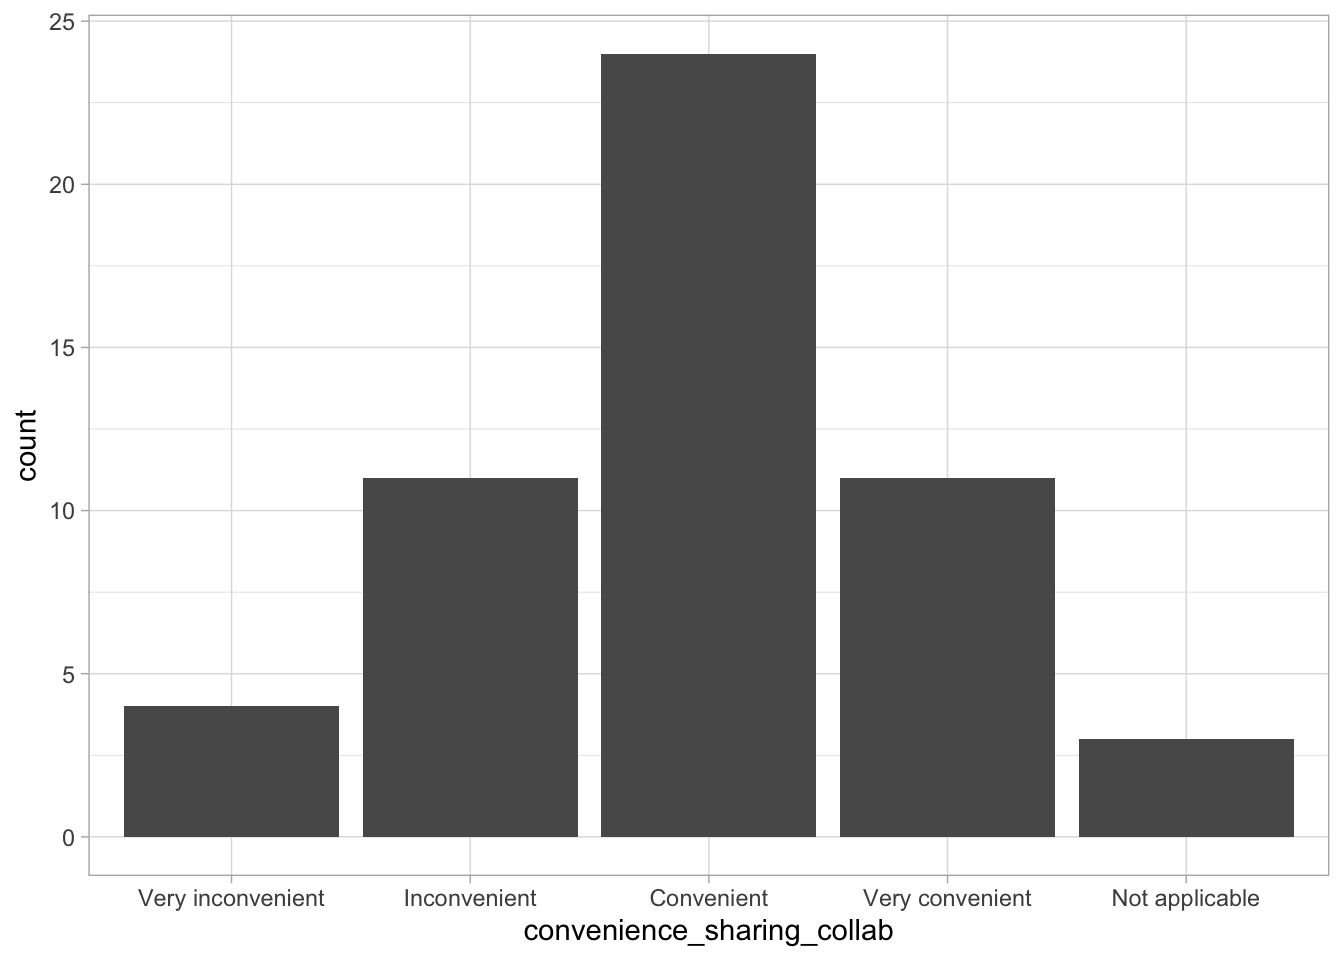 25
20
15
10
5
0
count
Very inconvenient
Inconvenient
Convenient
Very convenient
Not applicable
convenience_sharing_collab